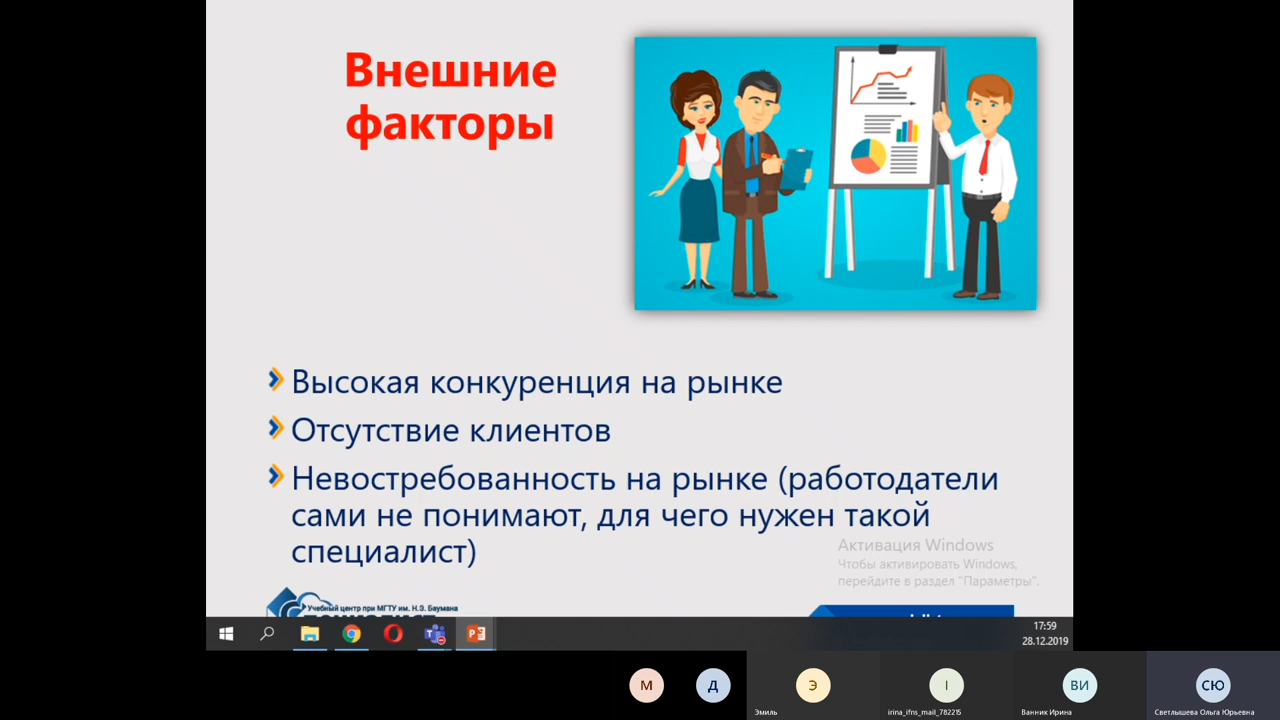 Внешние
факторы
Высокая конкуренция на рынке
Отсутствие клиентов
Невостребованность на рынке (работодатели
сами не понимают, для чего нужен такой
специалист)
Активация Windows
Чтобы активировать Windows,
перейдите в раздел "Параметры".
Учебный центр при МГТУ им. Н.Э. Баумана
17:59
28.12.2019
М
Д
Э
I
ВИ
СЮ
Эмиль
irina_ifns_mail_782215
Ванник Ирина
Светлышева Ольга Юрьевна